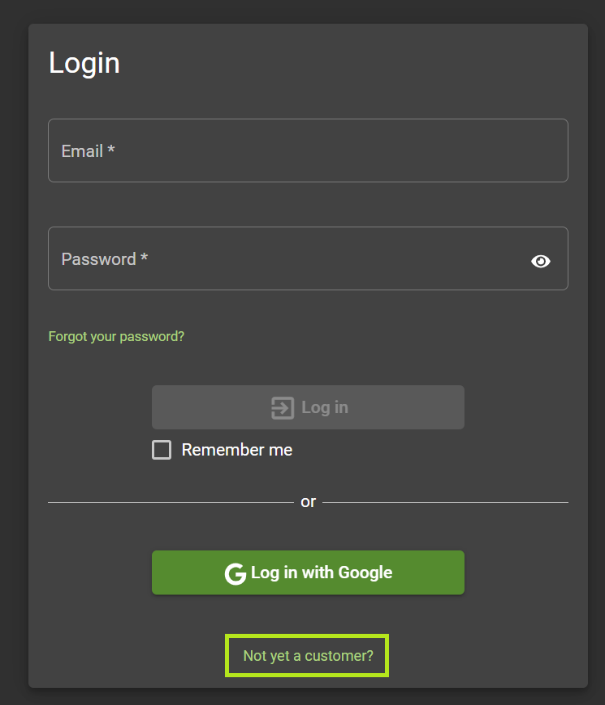 Login
Email *
Password *
Forgot your password?
Log in
Remember me
or
Log in with Google
Not yet a customer?